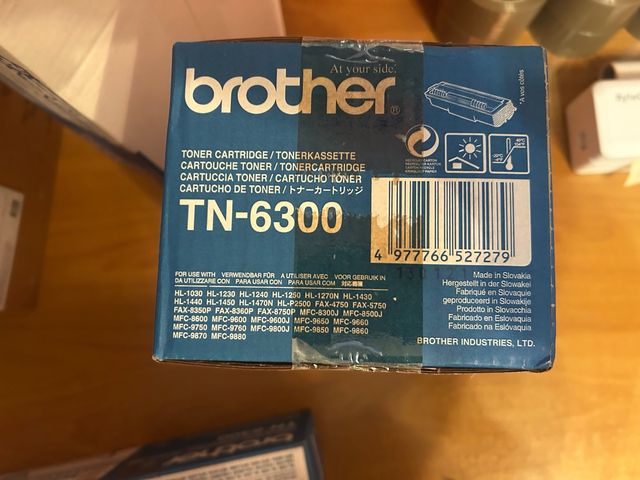 At your side.
brother®
*A vos côtés
TONER CARTRIDGE / TONERKASSETTE
CARTOUCHE TONER / TONERCARTRIDGE
CARTUCCIA TONER / CARTUCHO TÓNER
CARTUCHO DE TONER / トナーカートリッジ
TN-6300
4 977766 527279
FOR USE WITH VERWENDBAR FÜR A UTILISER AVEC VOOR GEBRUIK IN
DA UTILIZZARE CON PARA USAR CON PARA USAR COM 対応機種
HL-1030 HL-1230 HL-1240 HL-1250 HL-1270N HL-1430
HL-1440 HL-1450 HL-1470N HL-P2500 FAX-4750 FAX-5750
FAX-8350P FAX-8360P FAX-8750P MFC-8300J MFC-8500J
MFC-8600 MFC-9600 MFC-9600J MFC-9650 MFC-9660
MFC-9750 MFC-9760 MFC-9800J MFC-9850 MFC-9860
MFC-9870 MFC-9880
Made in Slovakia
Hergestellt in der Slowakei
Fabriqué en Slovaquie
geproduceerd in Slowakije
Prodotto in Slovacchia
Fabricado en Eslovaquia
Fabricado na Eslováquia
BROTHER INDUSTRIES, LTD.
brother